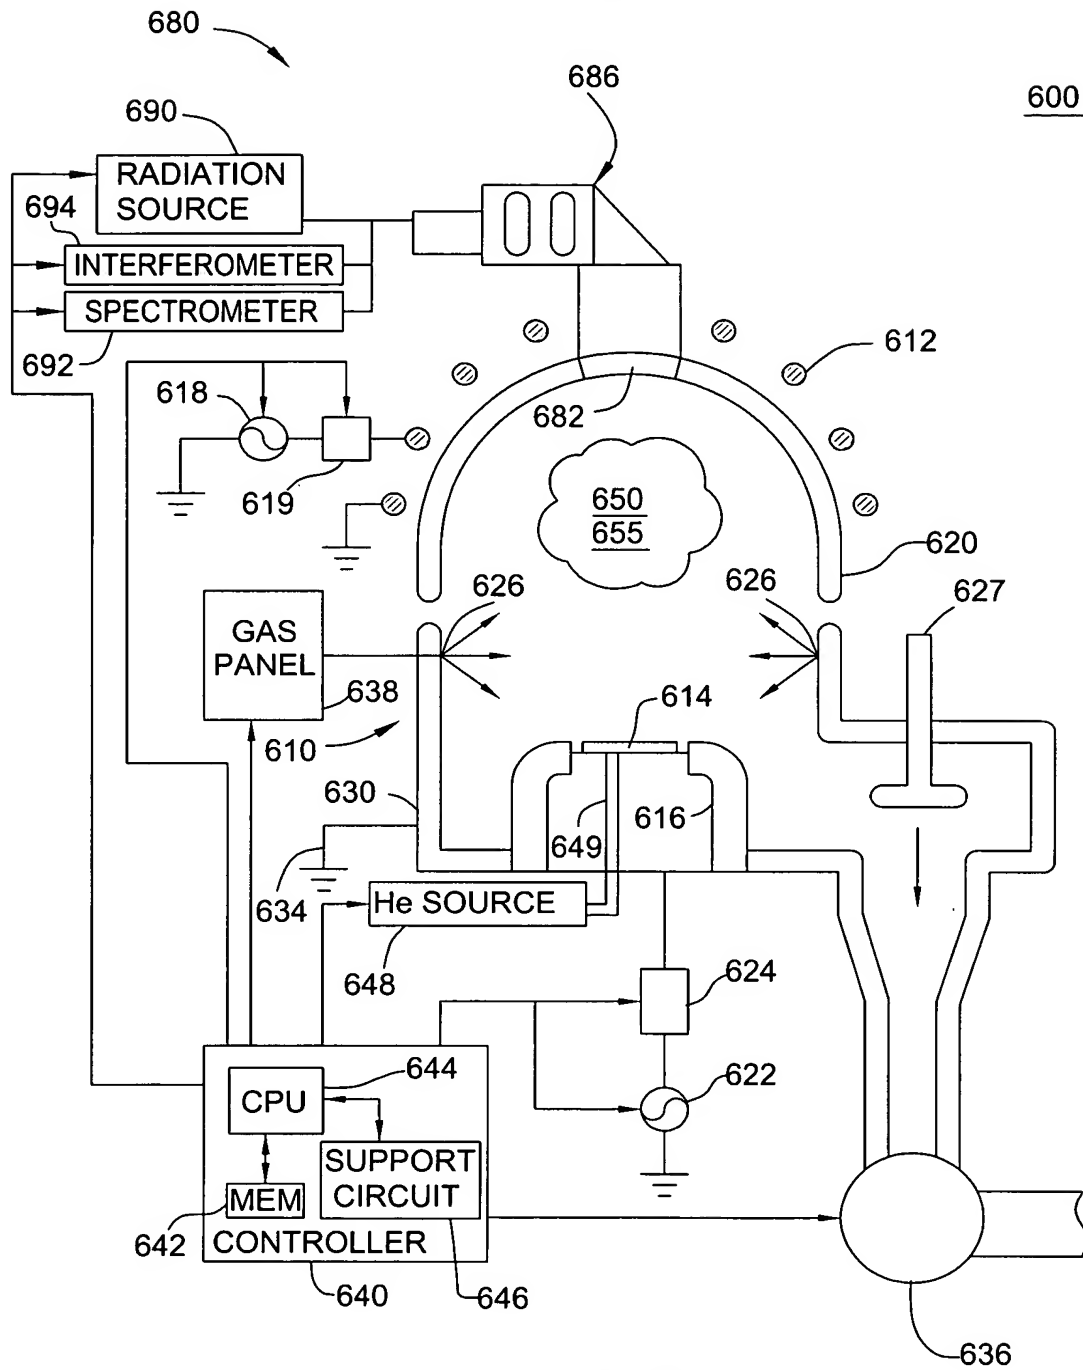 680
686
600
690
RADIATION
SOURCE
694
INTERFEROMETER
SPECTROMETER
692
612
618
682
619
650
655
620
626
626
627
GAS
PANEL
638
614
610
630
616
649
634
He SOURCE
648
624
644
CPU
622
SUPPORT
CIRCUIT
MEM
642
CONTROLLER
640
646
636